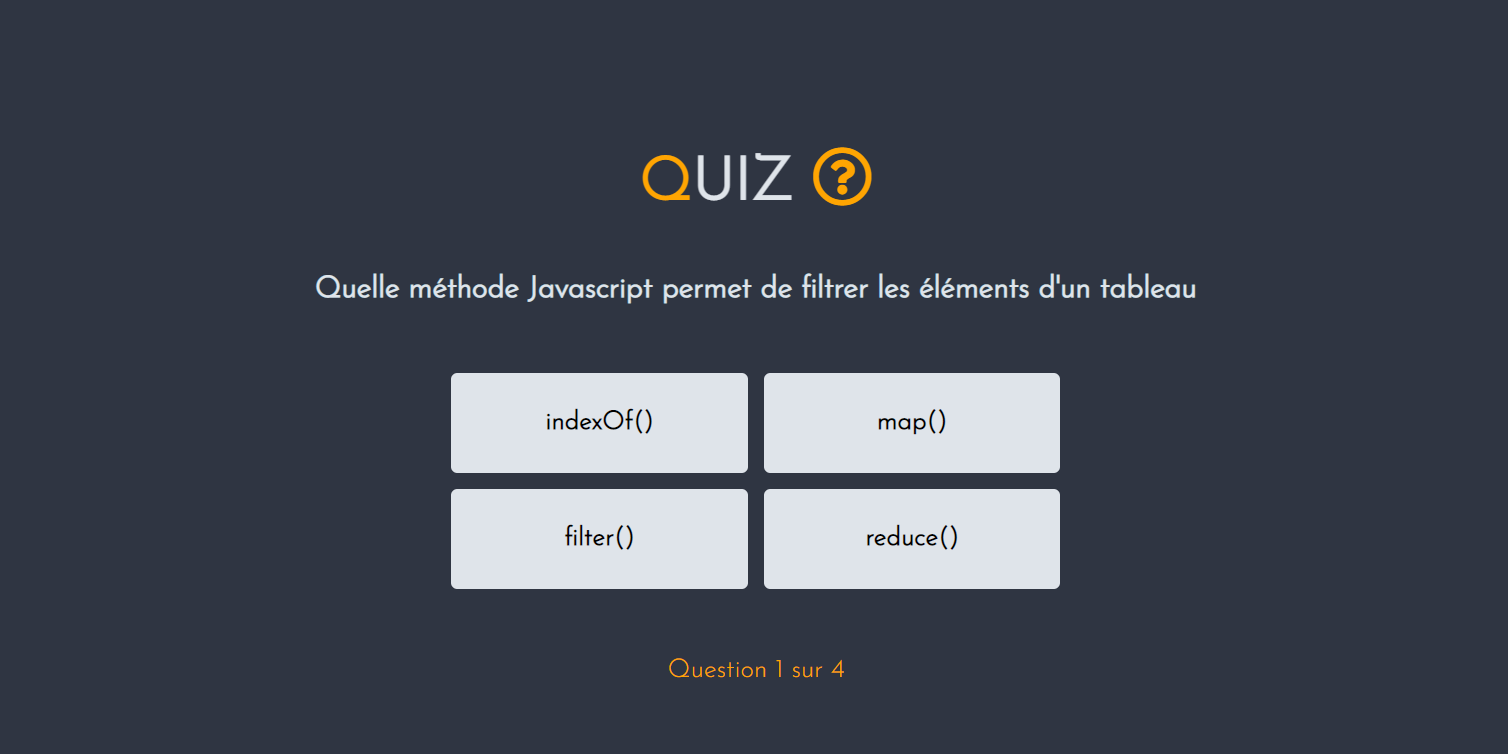 QUIZ ?
Quelle méthode Javascript permet de filtrer les éléments d'un tableau
indexOf()
map()
filter()
reduce()
Question 1 sur 4